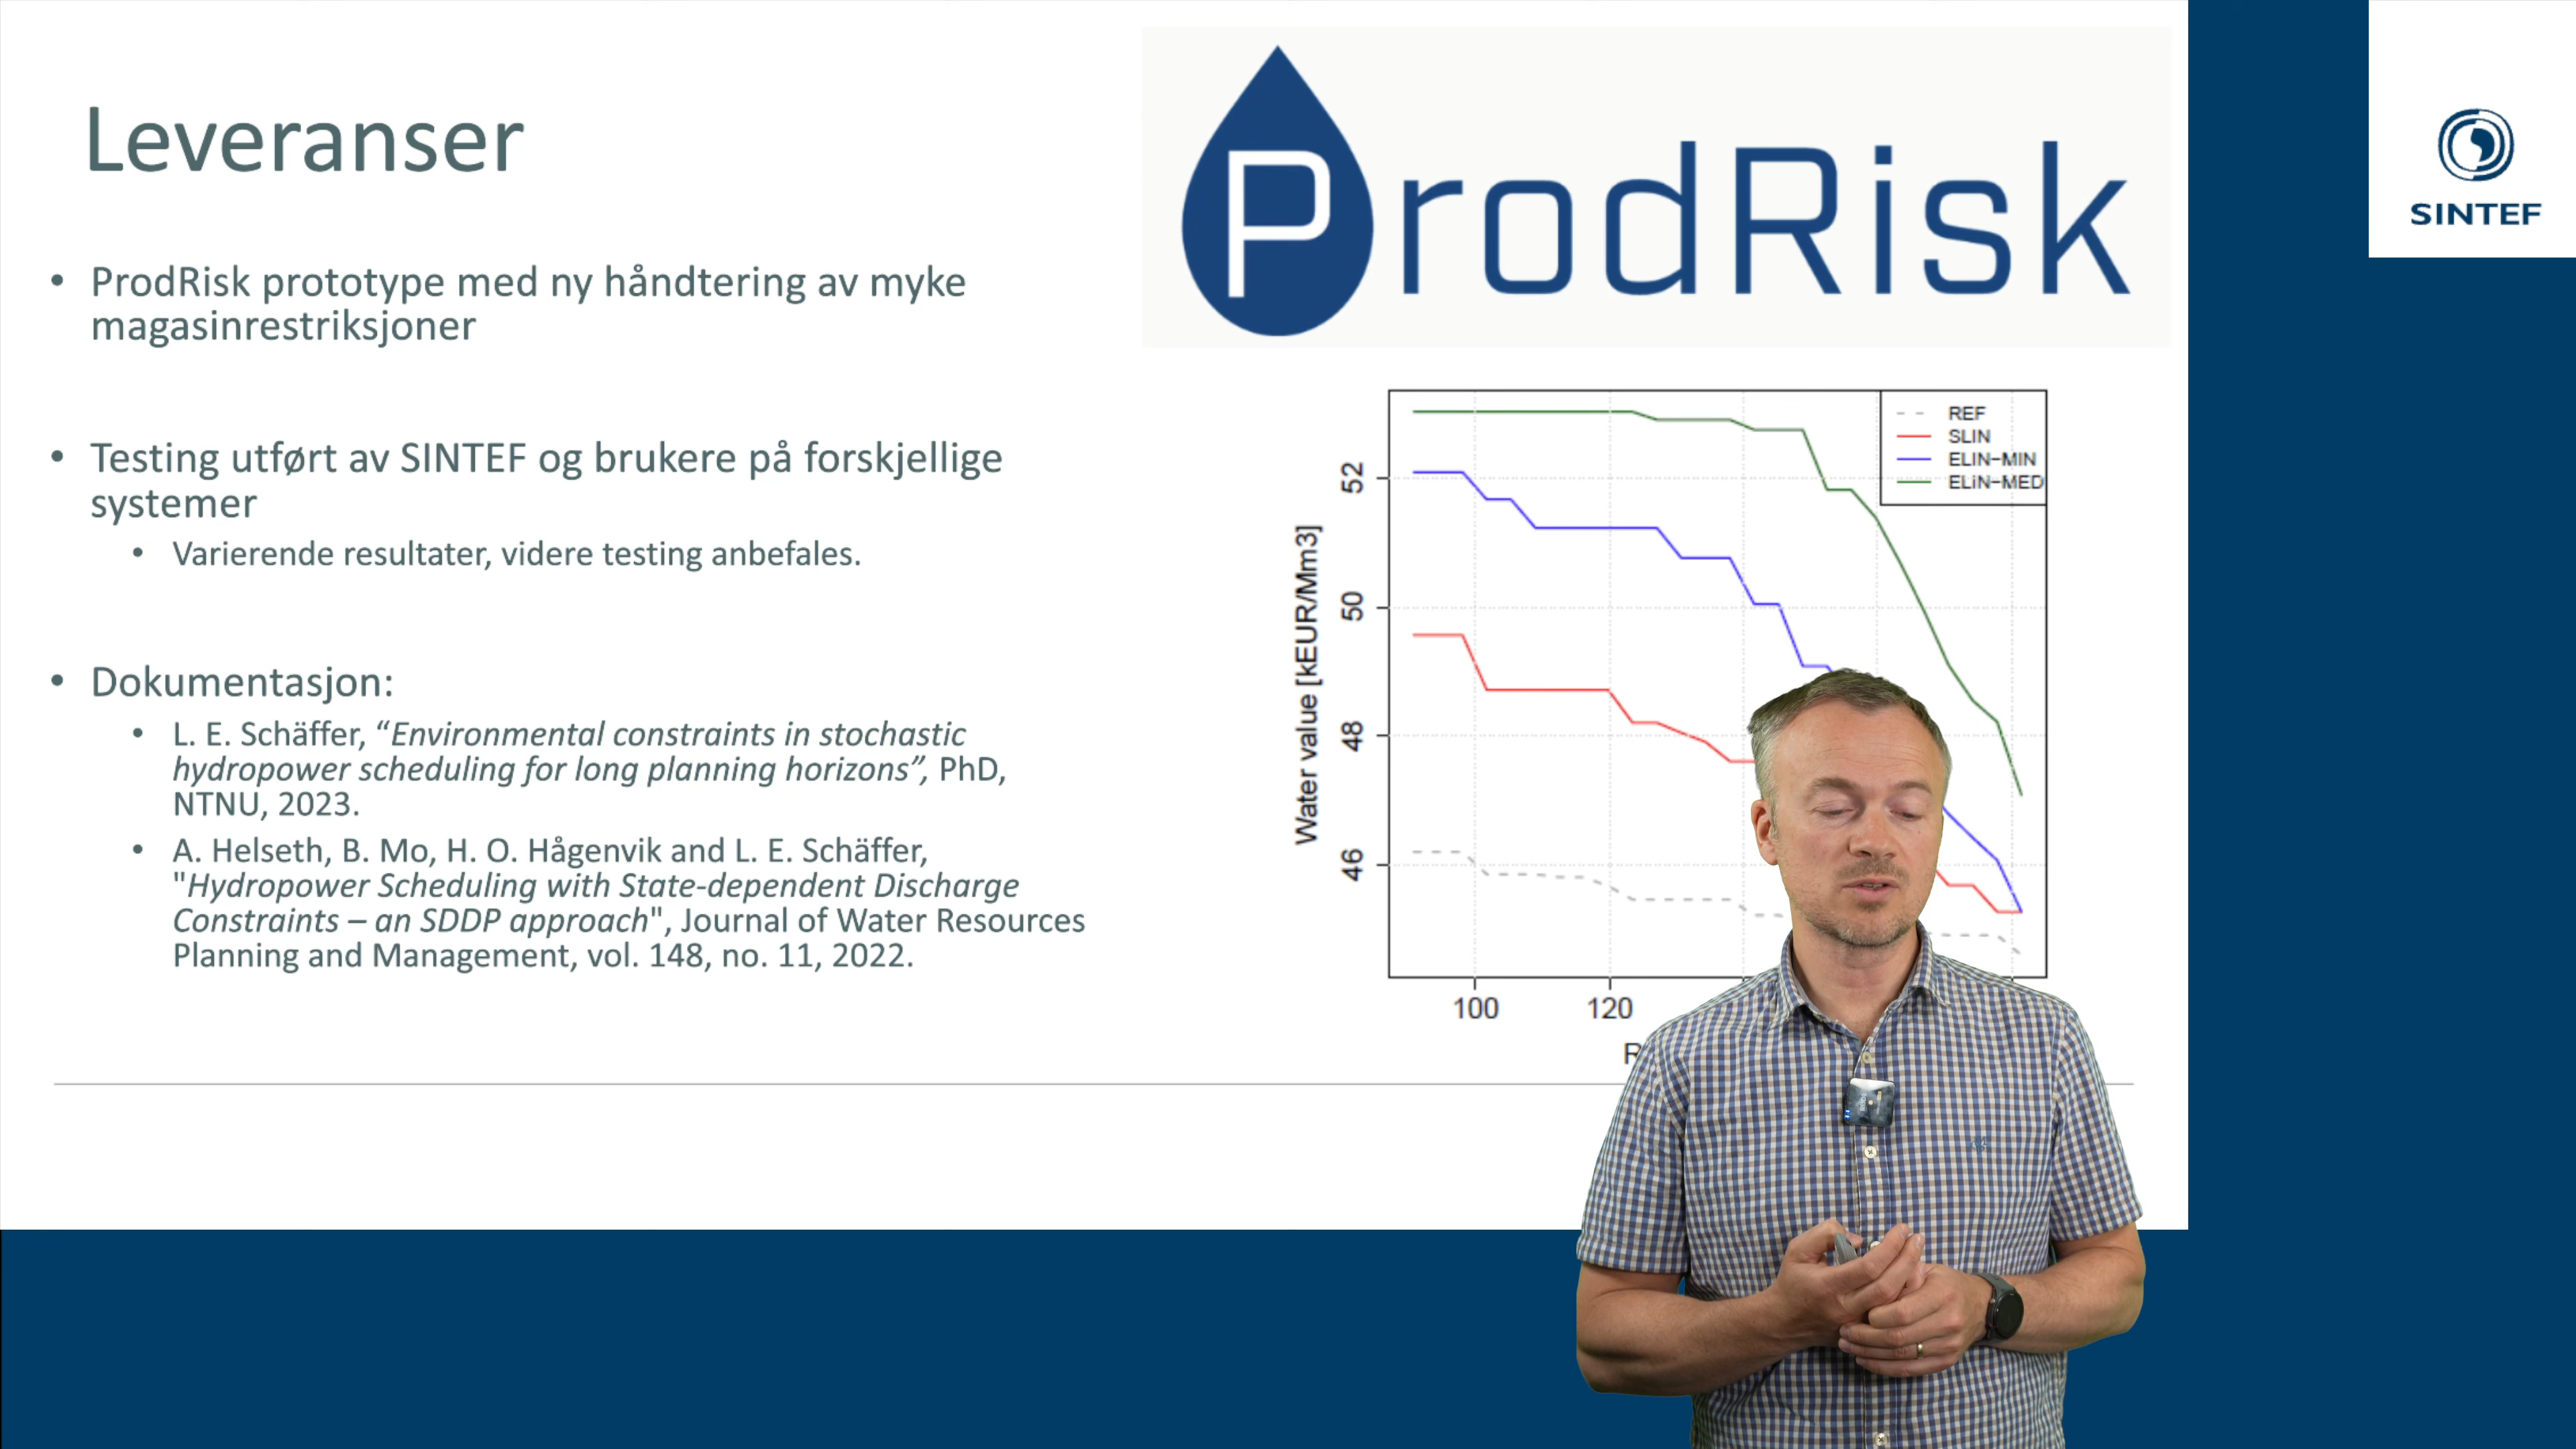 Leveranser
• ProdRisk prototype med ny håndtering av myke
magasinrestriksjoner
• Testing utført av SINTEF og brukere på forskjellige
systemer
• Varierende resultater, videre testing anbefales.
• Dokumentasjon:
• L. E. Schäffer, “Environmental constraints in stochastic
hydropower scheduling for long planning horizons”, PhD,
NTNU, 2023.
• A. Helseth, B. Mo, H. O. Hågenvik and L. E. Schäffer,
"Hydropower Scheduling with State-dependent Discharge
Constraints – an SDDP approach", Journal of Water Resources
Planning and Management, vol. 148, no. 11, 2022.
ProdRisk
REF
SLIN
ELIN-MIN
ELiN-MED
Water value [kEUR/Mm3]
52
50
48
46
100 120
SINTEF